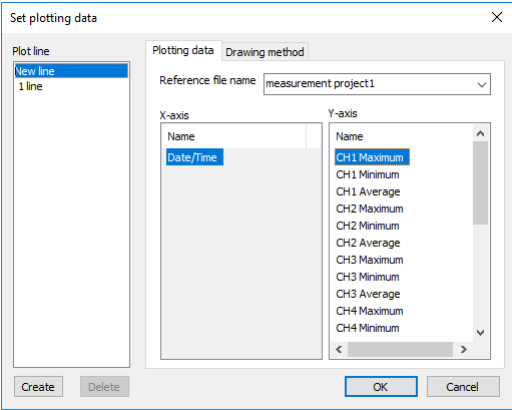 Set plotting data
Plot line
New line
1 line
Plotting data
Drawing method
Reference file name
measurement project1
X-axis
Name
Date/Time
Y-axis
Name
CH1 Maximum
CH1 Minimum
CH1 Average
CH2 Maximum
CH2 Minimum
CH2 Average
CH3 Maximum
CH3 Minimum
CH3 Average
CH4 Maximum
CH4 Minimum
Create
Delete
OK
Cancel